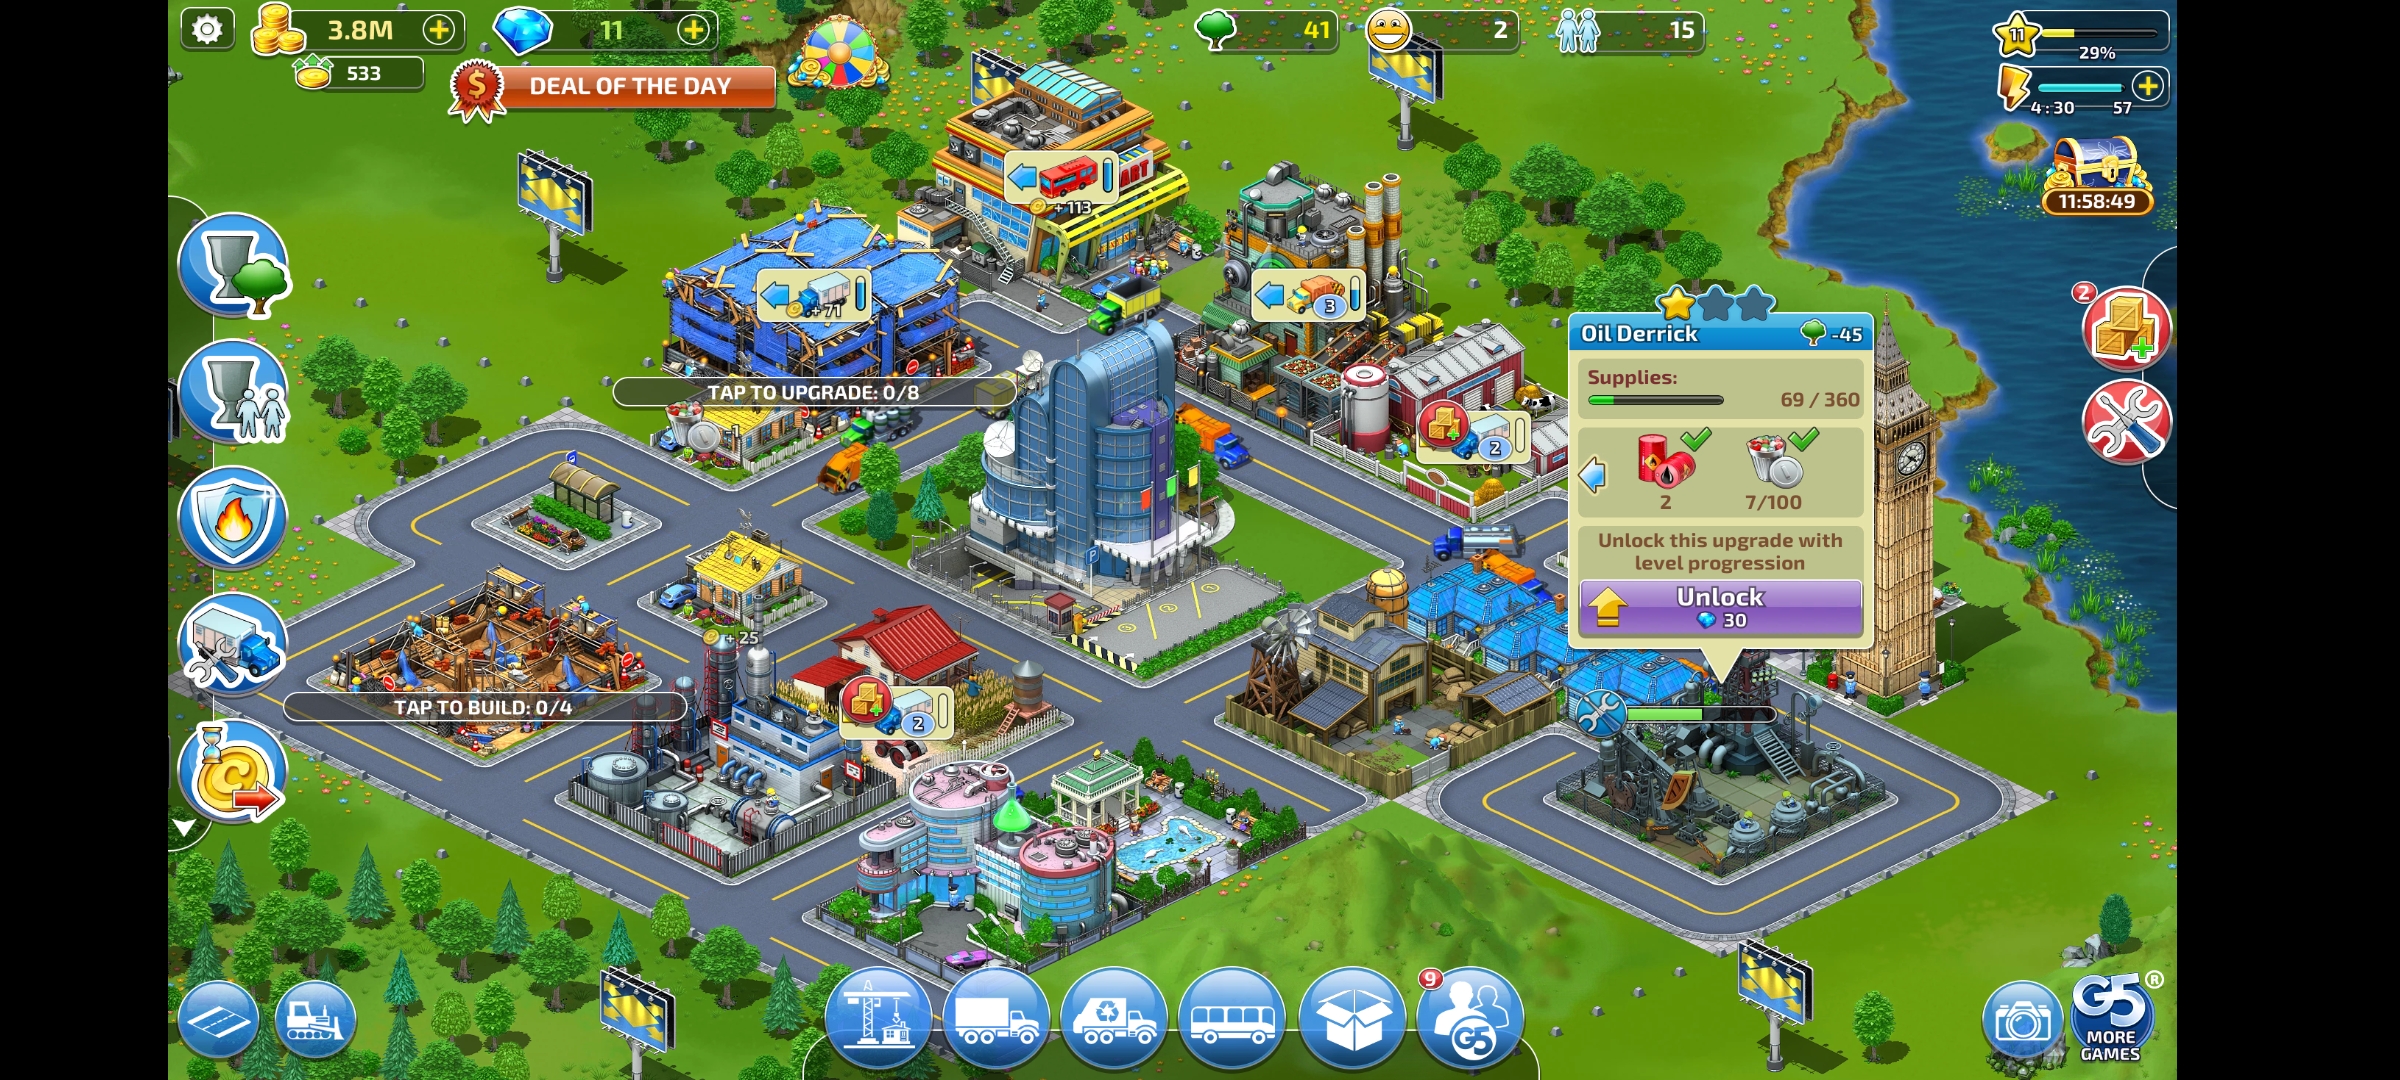 3.8M
11
41
2
15
11
29%
533
DEAL OF THE DAY
4:30
57
ART
+113
11:58:49
+71
3
2
Oil Derrick
-45
Supplies:
69 / 360
TAP TO UPGRADE: 0/8
-1
2
2
7/100
Unlock this upgrade with
level progression
Unlock
30
P
+25
TAP TO BUILD: 0/4
2
9
G5
G5®
MORE
GAMES